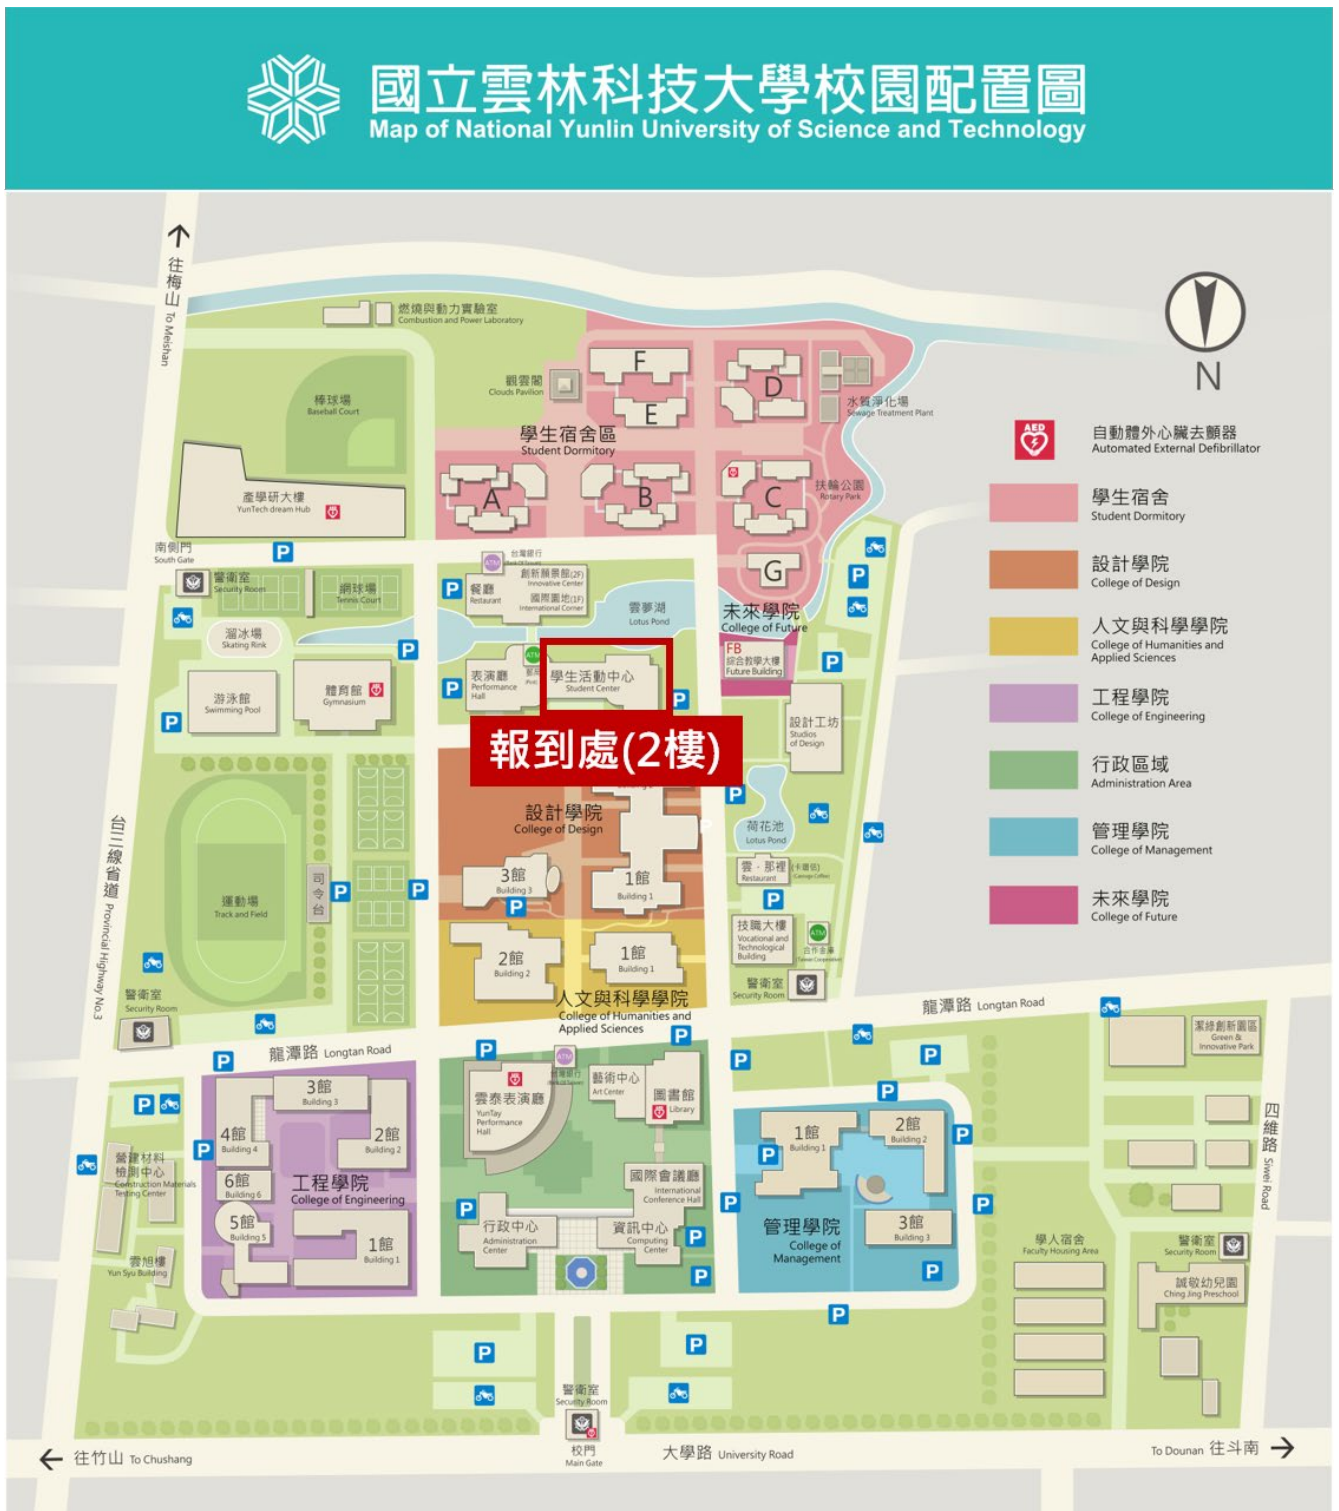 國立雲林科技大學校園配置圖
Map of National Yunlin University of Science and Technology
往梅山 To Meishan
燃燒與動力實驗室
Combustion and Power Laboratory
N
觀雲閣
Clouds Pavilion
F
E
D
水質淨化場
Sewage Treatment Plant
棒球場
Baseball Court
學生宿舍區
Student Dormitory
A
B
C
G
扶輪公園
Rotary Park
產學研大樓
YunTech dream Hub
AED
自動體外心臟去顫器
Automated External Defibrillator
學生宿舍
Student Dormitory
設計學院
College of Design
人文與科學學院
College of Humanities and
Applied Sciences
工程學院
College of Engineering
行政區域
Administration Area
管理學院
College of Management
未來學院
College of Future
南側門
South Gate
警衛室
Security Room
P
網球場
Tennis Court
溜冰場
Skating Rink
游泳館
Swimming Pool
體育館
Gymnasium
ATM
台灣銀行
餐廳
Restaurant
創新願景館(2F)
Innovative Center
國際園地(1F)
International Corner
雲夢湖
Lotus Pond
未來學院
College of Future
FB
綜合教學大樓
Future Building
表演廳
Performance
Hall
ATM
學生活動中心
Student Center
報到處(2樓)
設計工坊
Studios
of Design
設計學院
College of Design
3館
Building 3
1館
Building 1
荷花池
Lotus Pond
雲・那裡
Restaurant
技職大樓
Vocational and
Technological
Building
ATM
合作金庫
警衛室
Security Room
台三線省道 Provincial Highway No.3
運動場
Track and Field
司令台
2館
Building 2
1館
Building 1
人文與科學學院
College of Humanities and
Applied Sciences
警衛室
Security Room
龍潭路 Longtan Road
龍潭路 Longtan Road
潔綠創新園區
Green &
Innovative Park
3館
Building 3
4館
Building 4
2館
Building 2
6館
Building 6
5館
Building 5
1館
Building 1
工程學院
College of Engineering
營建材料
檢測中心
Construction Materials
Testing Center
雲旭樓
Yun Syu Building
ATM
雲泰表演廳
YunTay
Performance
Hall
藝術中心
Art Center
圖書館
Library
國際會議廳
International
Conference Hall
行政中心
Administration
Center
資訊中心
Computing
Center
1館
Building 1
2館
Building 2
3館
Building 3
管理學院
College of
Management
四維路 Siwei Road
學人宿舍
Faculty Housing Area
警衛室
Security Room
誠敬幼兒園
Ching Jing Preschool
警衛室
Security Room
校門
Main Gate
往竹山 To Chushang
大學路 University Road
To Dounan 往斗南